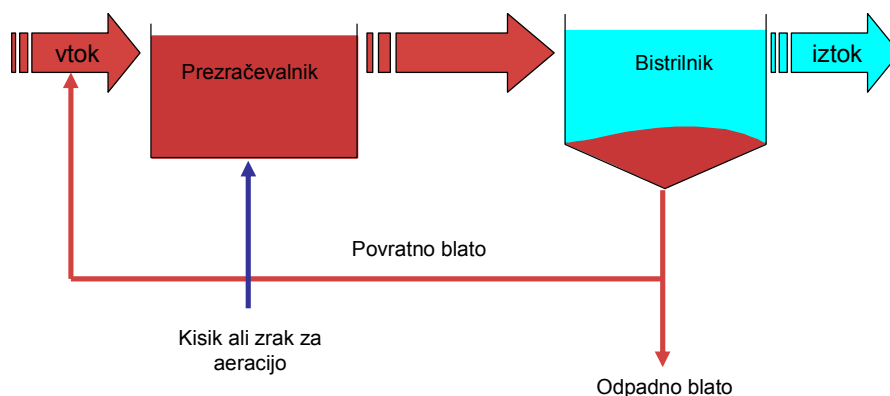 vtok
Prezračevalnik
Bistrilnik
iztok
Povratno blato
Kisik ali zrak za
aeracijo
Odpadno blato